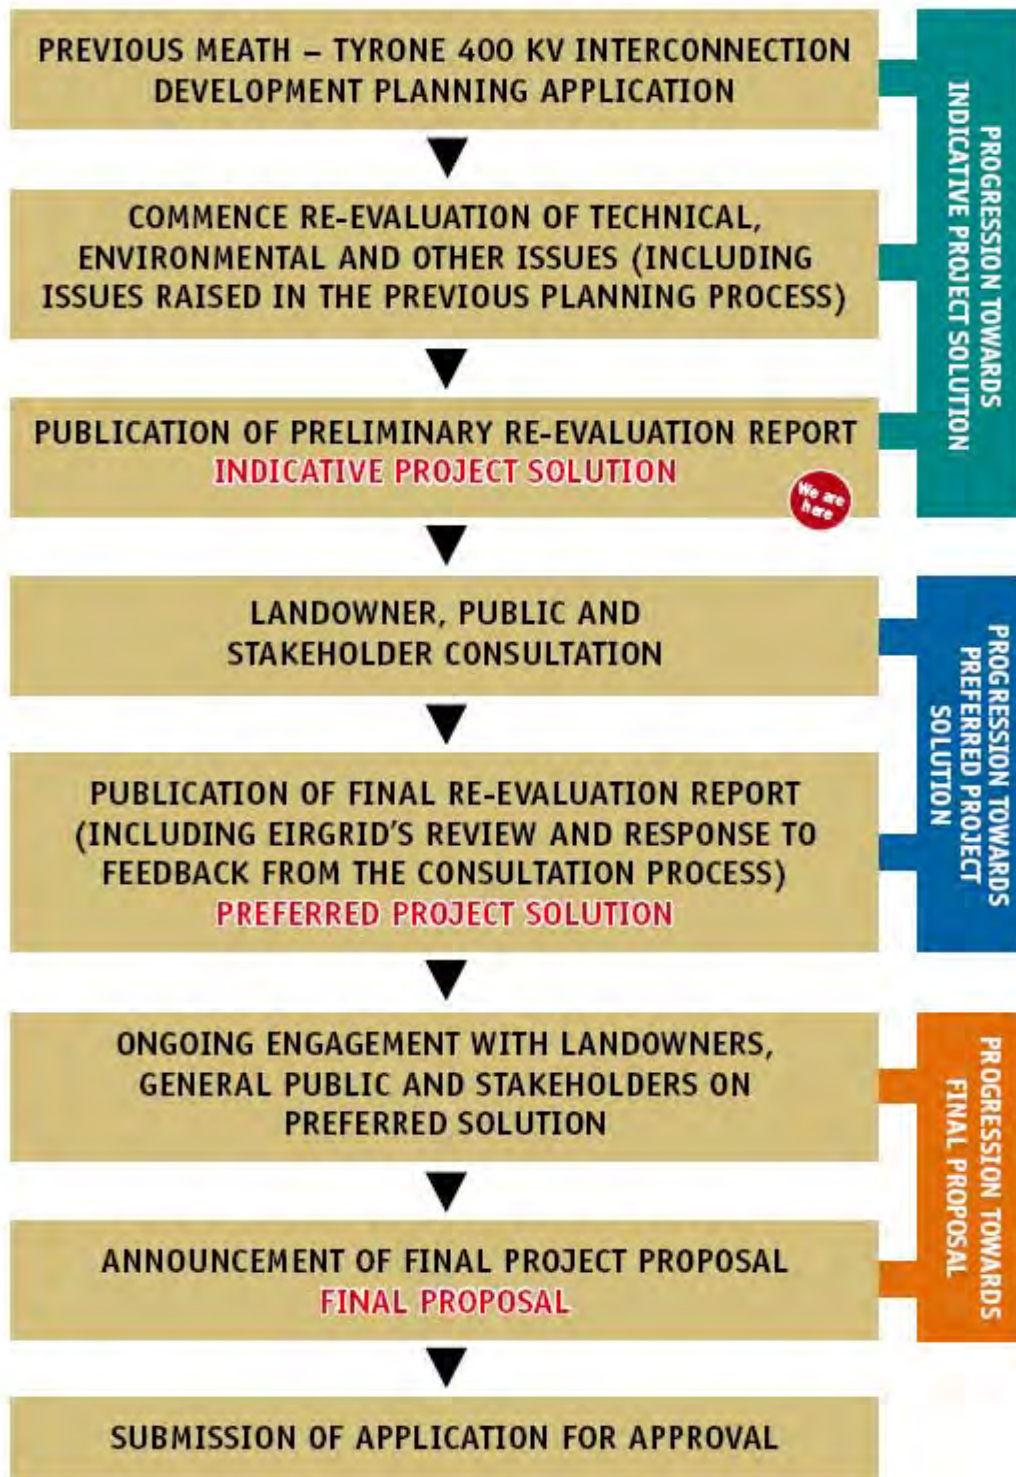 PREVIOUS MEATH – TYRONE 400 KV INTERCONNECTION
DEVELOPMENT PLANNING APPLICATION
COMMENCE RE-EVALUATION OF TECHNICAL,
ENVIRONMENTAL AND OTHER ISSUES (INCLUDING
ISSUES RAISED IN THE PREVIOUS PLANNING PROCESS)
PUBLICATION OF PRELIMINARY RE-EVALUATION REPORT
INDICATIVE PROJECT SOLUTION
We are
here
PROGRESSION TOWARDS
INDICATIVE PROJECT SOLUTION
LANDOWNER, PUBLIC AND
STAKEHOLDER CONSULTATION
PUBLICATION OF FINAL RE-EVALUATION REPORT
(INCLUDING EIRGRID'S REVIEW AND RESPONSE TO
FEEDBACK FROM THE CONSULTATION PROCESS)
PREFERRED PROJECT SOLUTION
PROGRESSION TOWARDS
PREFERRED PROJECT
SOLUTION
ONGOING ENGAGEMENT WITH LANDOWNERS,
GENERAL PUBLIC AND STAKEHOLDERS ON
PREFERRED SOLUTION
ANNOUNCEMENT OF FINAL PROJECT PROPOSAL
FINAL PROPOSAL
PROGRESSION TOWARDS
FINAL PROPOSAL
SUBMISSION OF APPLICATION FOR APPROVAL